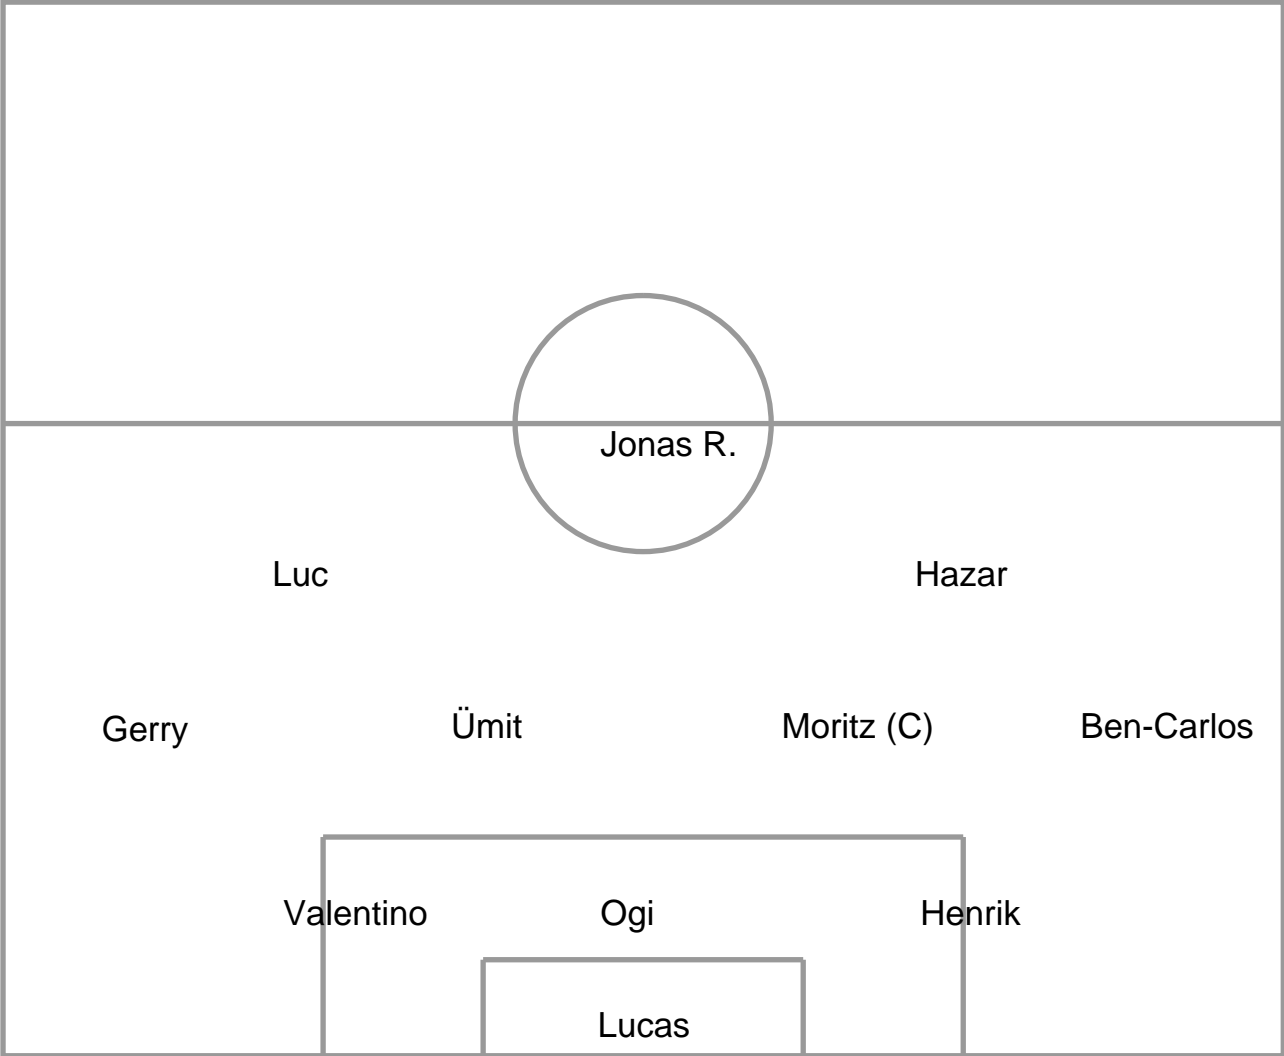 Jonas R.
Luc Hazar
Gerry Ümit Moritz (C) Ben-Carlos
Valentino Ogi Henrik
Lucas